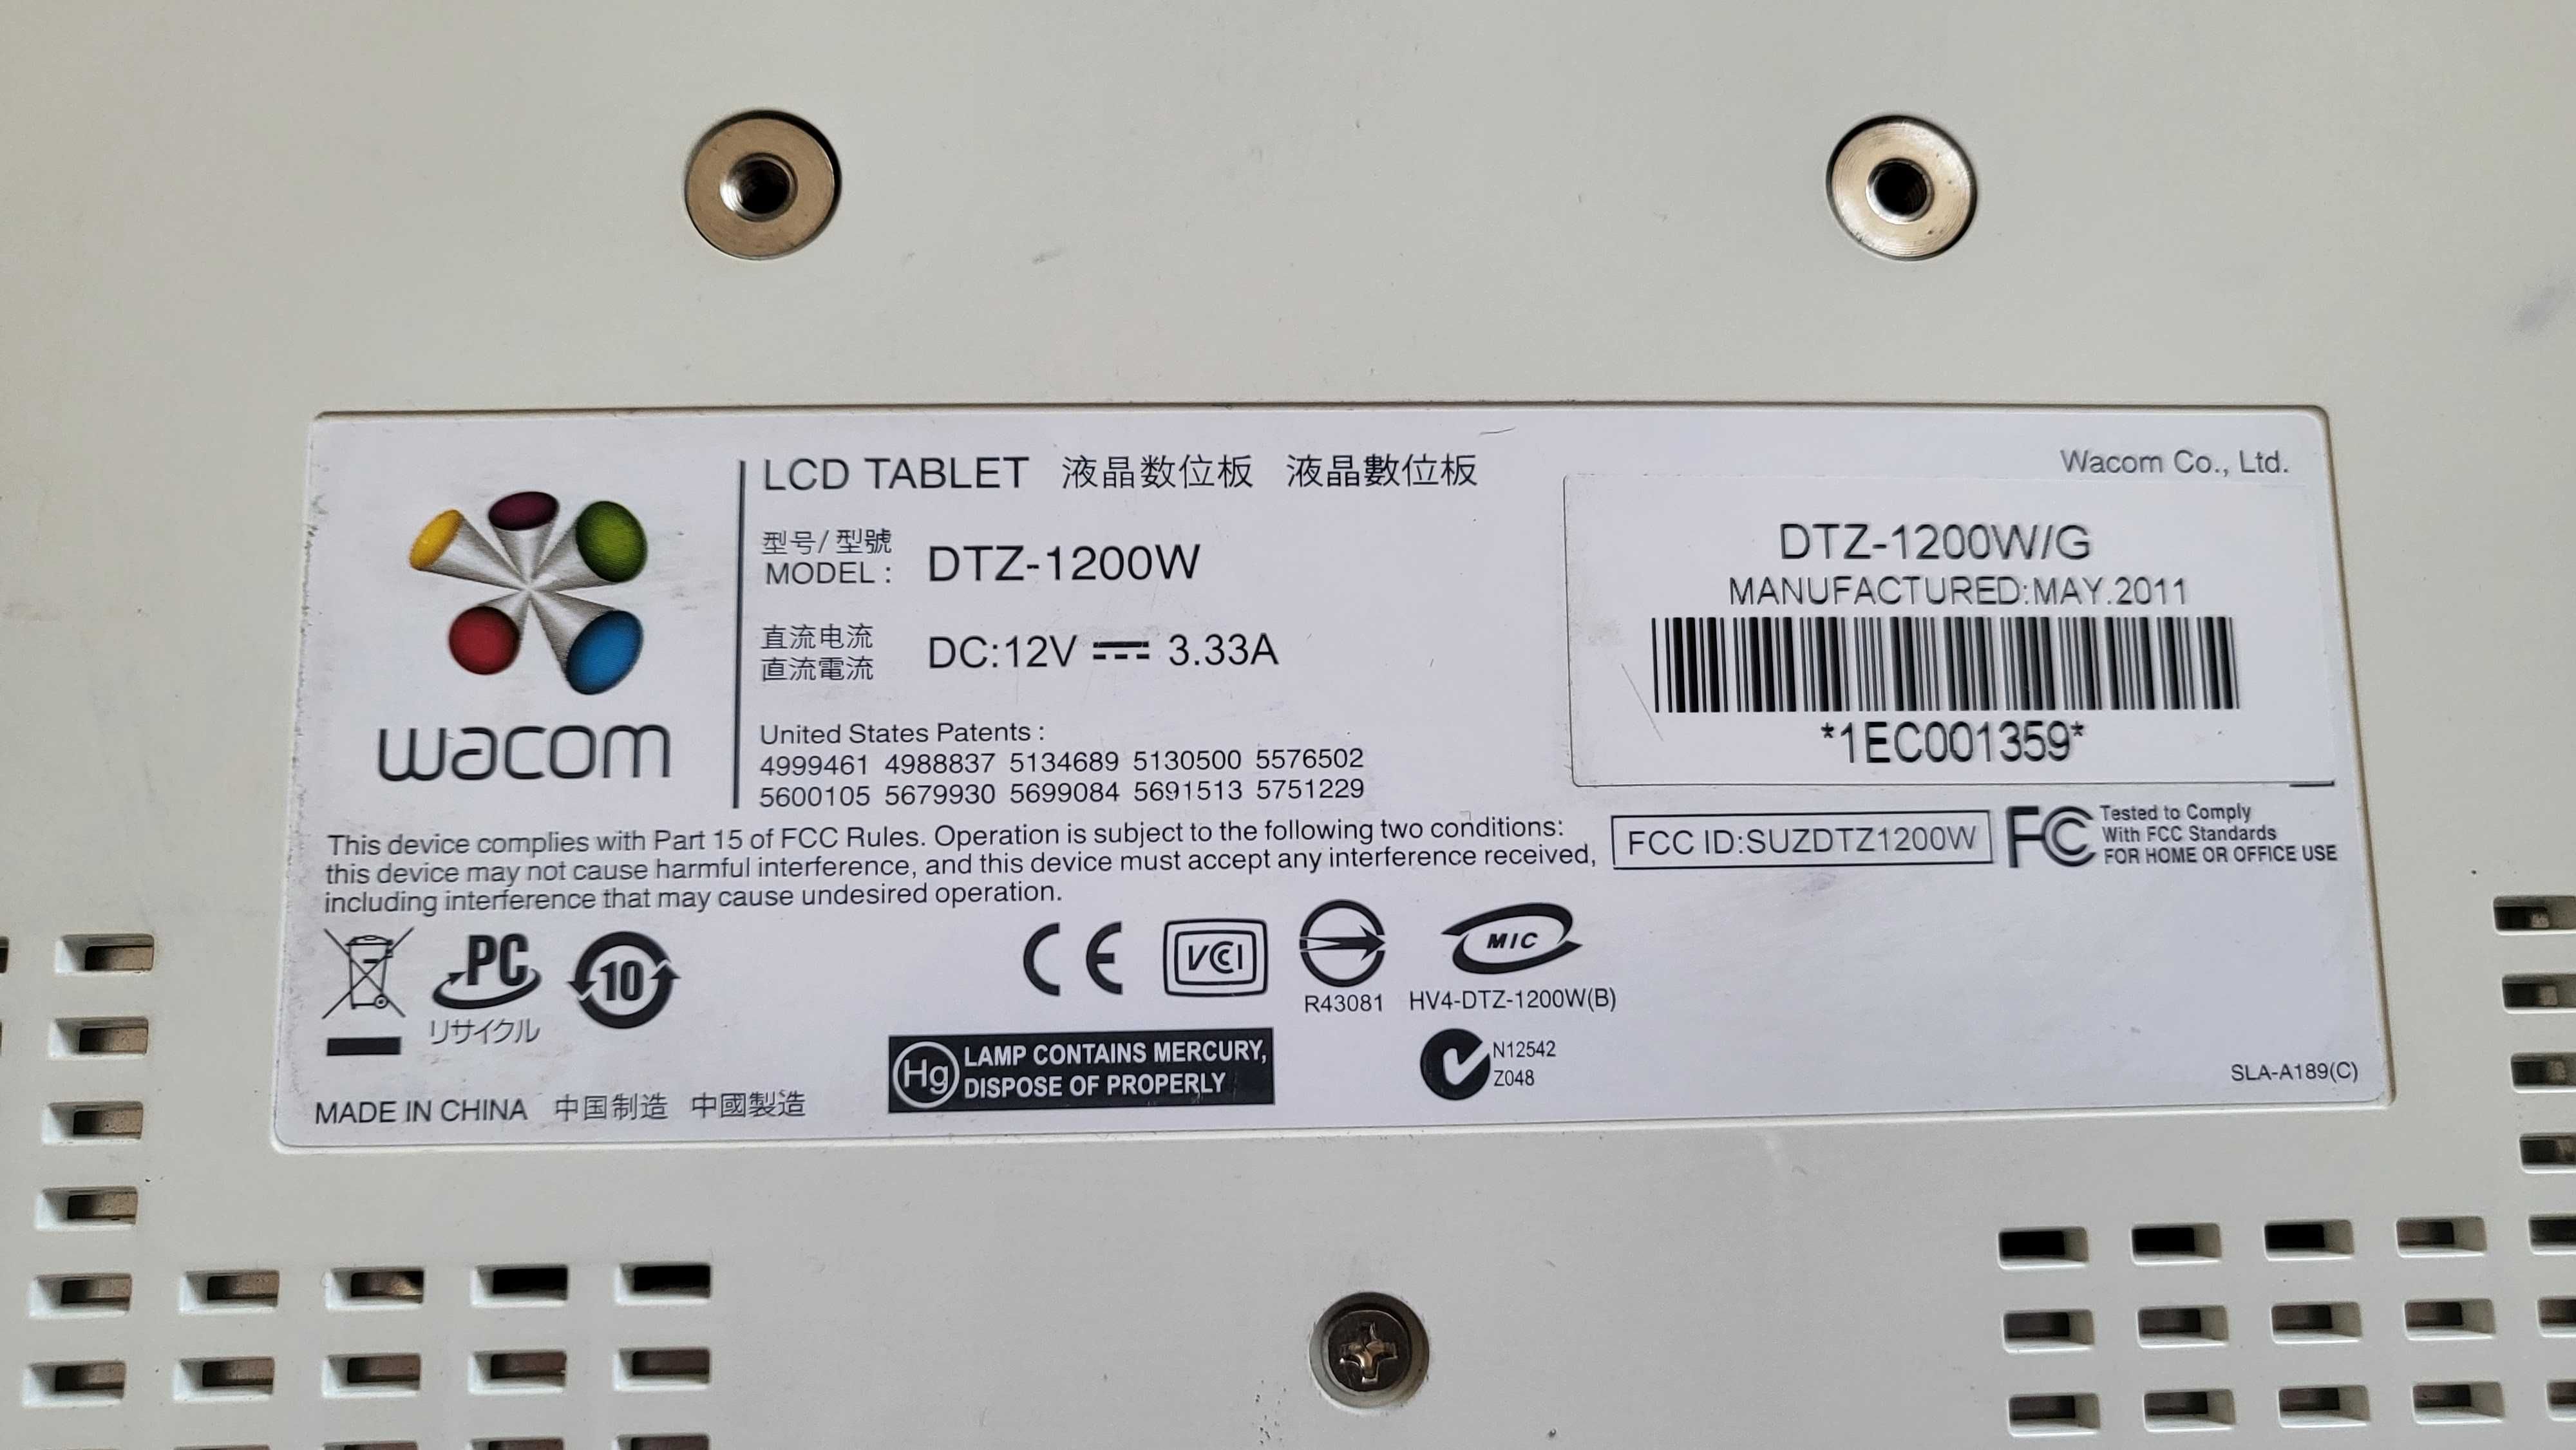 LCD TABLET 液晶数位板 液晶數位板
Wacom Co., Ltd.
型号/型號
MODEL : DTZ-1200W
直流电流
直流電流
DC:12V ⎓ 3.33A
wacom
United States Patents :
4999461 4988837 5134689 5130500 5576502
5600105 5679930 5699084 5691513 5751229
DTZ-1200W/G
MANUFACTURED:MAY.2011
*1EC001359*
This device complies with Part 15 of FCC Rules. Operation is subject to the following two conditions:
this device may not cause harmful interference, and this device must accept any interference received,
including interference that may cause undesired operation.
FCC ID:SUZDTZ1200W
FC
Tested to Comply
With FCC Standards
FOR HOME OR OFFICE USE
PC
リサイクル
10
CE
VCI
R43081
MIC
HV4-DTZ-1200W(B)
Hg
LAMP CONTAINS MERCURY,
DISPOSE OF PROPERLY
N12542
Z048
SLA-A189(C)
MADE IN CHINA 中国制造 中國製造